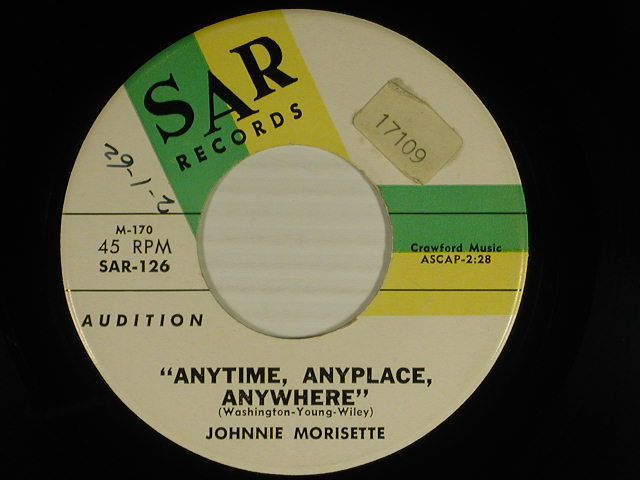 SAR
RECORDS
17109
2-1-62
M-170
45 RPM
SAR-126
Crawford Music
ASCAP-2:28
AUDITION
"ANYTIME, ANYPLACE,
ANYWHERE"
(Washington-Young-Wiley)
JOHNNIE MORISETTE